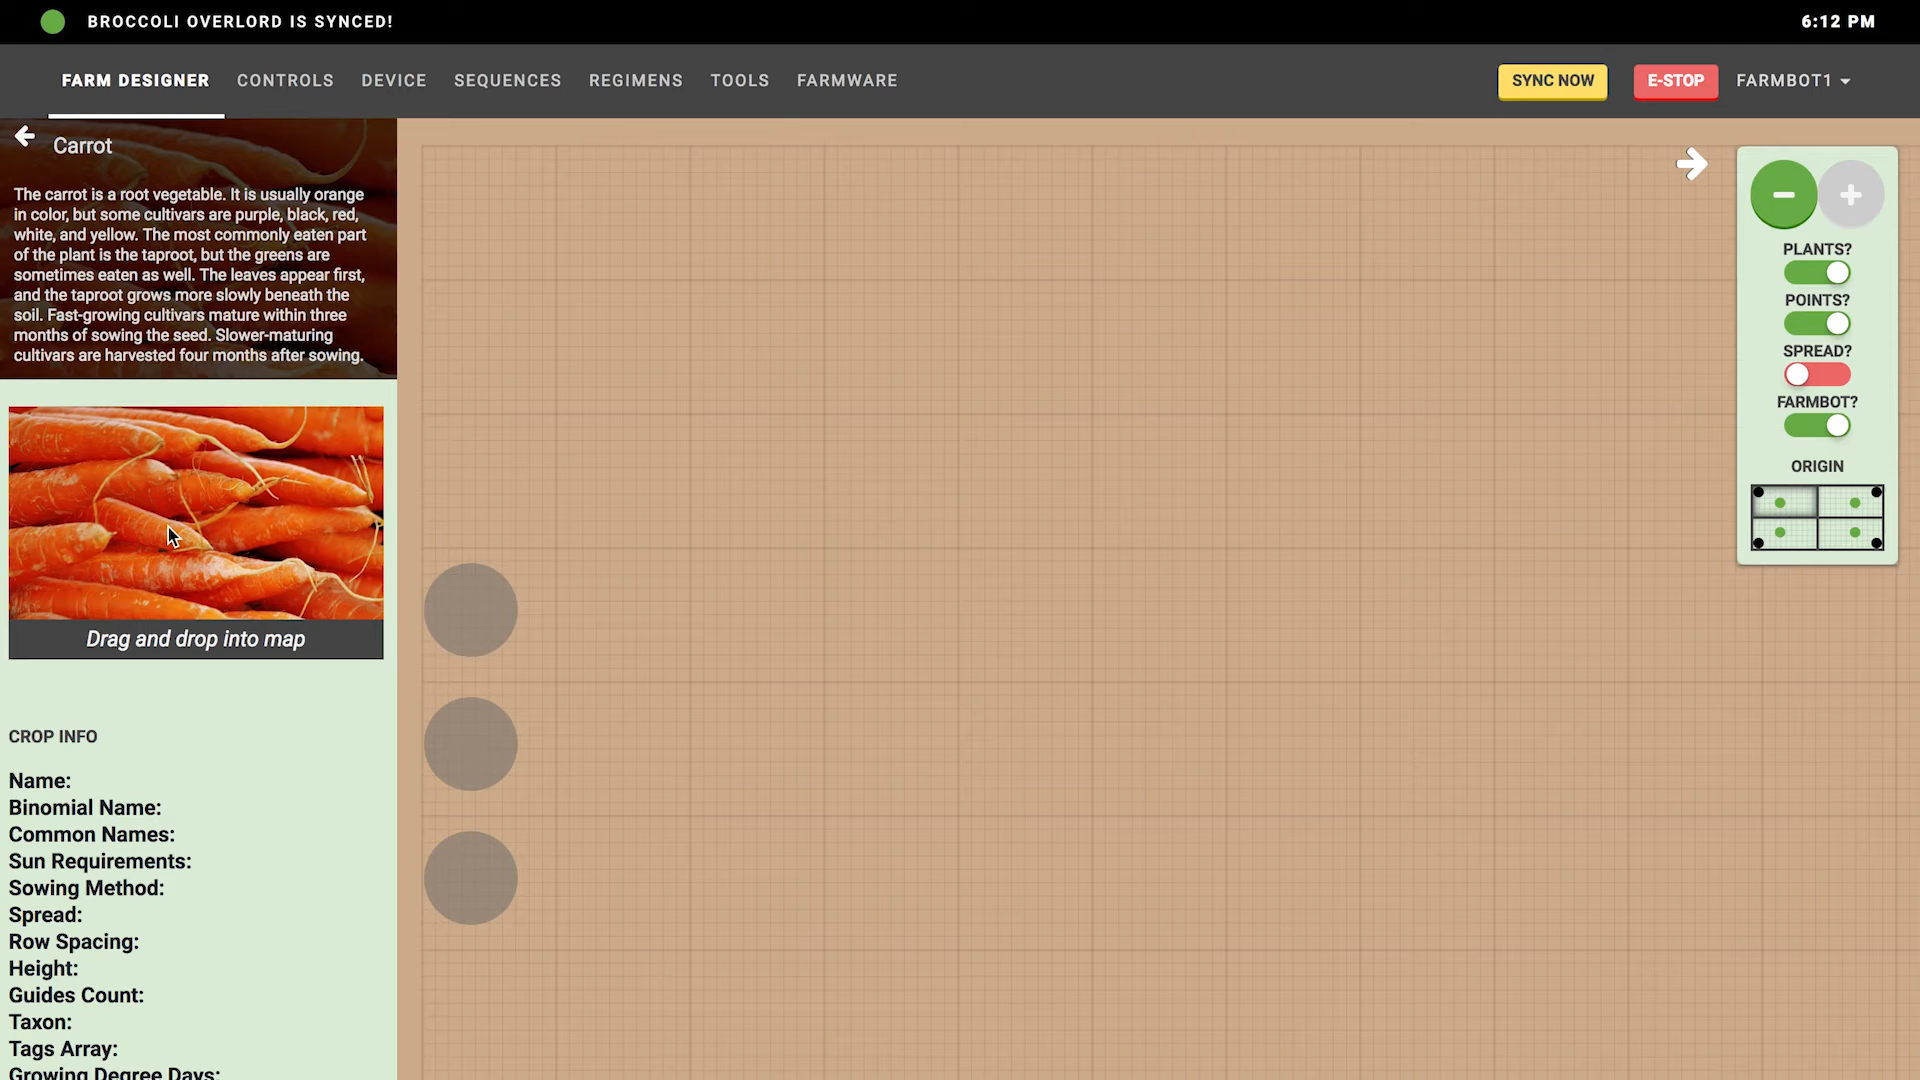 BROCCOLI OVERLORD IS SYNCED!
6:12 PM
FARM DESIGNER
CONTROLS
DEVICE
SEQUENCES
REGIMENS
TOOLS
FARMWARE
SYNC NOW
E-STOP
FARMBOT1
Carrot
The carrot is a root vegetable. It is usually orange
in color, but some cultivars are purple, black, red,
white, and yellow. The most commonly eaten part
of the plant is the taproot, but the greens are
sometimes eaten as well. The leaves appear first,
and the taproot grows more slowly beneath the
soil. Fast-growing cultivars mature within three
months of sowing the seed. Slower-maturing
cultivars are harvested four months after sowing.
Drag and drop into map
CROP INFO
Name:
Binomial Name:
Common Names:
Sun Requirements:
Sowing Method:
Spread:
Row Spacing:
Height:
Guides Count:
Taxon:
Tags Array:
Growing Degree Days:
PLANTS?
POINTS?
SPREAD?
FARMBOT?
ORIGIN